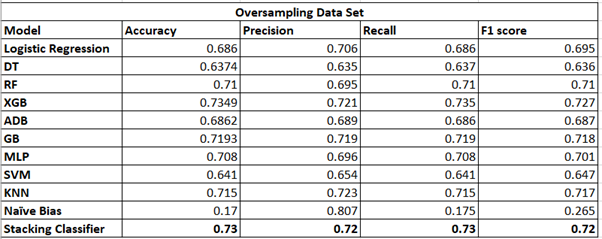 Oversampling Data Set
Model Accuracy Precision Recall F1 score
Logistic Regression 0.686 0.706 0.686 0.695
DT 0.6374 0.635 0.637 0.636
RF 0.71 0.695 0.71 0.71
XGB 0.7349 0.721 0.735 0.727
ADB 0.6862 0.689 0.686 0.687
GB 0.7193 0.719 0.719 0.718
MLP 0.708 0.696 0.708 0.701
SVM 0.641 0.654 0.641 0.647
KNN 0.715 0.723 0.715 0.717
Naïve Bias 0.17 0.807 0.175 0.265
Stacking Classifier 0.73 0.72 0.73 0.72